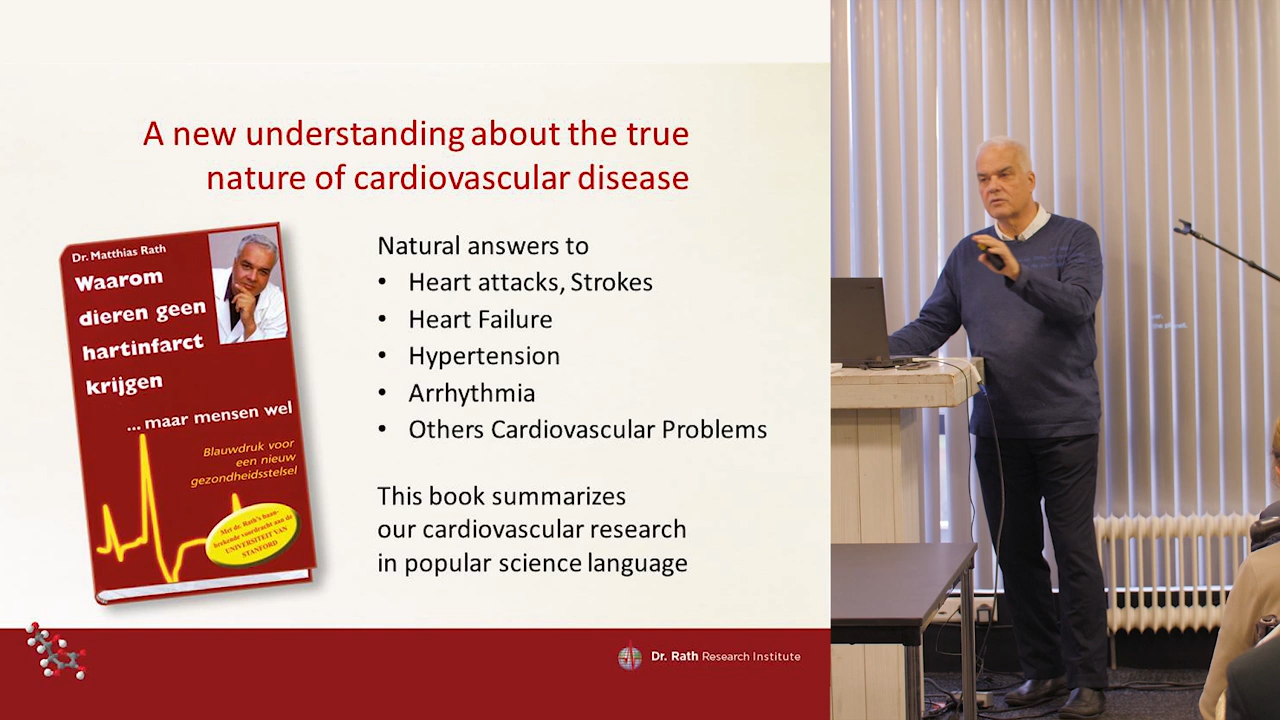 A new understanding about the true
nature of cardiovascular disease
Dr. Matthias Rath
Waarom
dieren geen
hartinfarct
krijgen
...maar mensen wel
Blauwdruk voor
een nieuw
gezondheidsstelsel
Met dr. Rath's baan-
brekende voordracht aan de
UNIVERSITEIT VAN
STANFORD
Natural answers to
• Heart attacks, Strokes
• Heart Failure
• Hypertension
• Arrhythmia
• Others Cardiovascular Problems
This book summarizes
our cardiovascular research
in popular science language
Dr. Rath Research Institute
the planet.